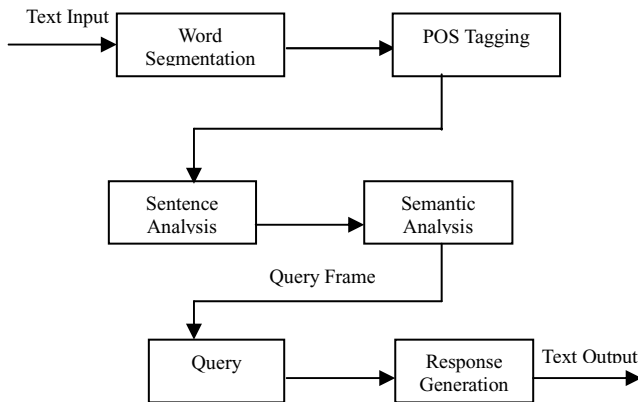 Text Input
Word
Segmentation
POS Tagging
Sentence
Analysis
Semantic
Analysis
Query Frame
Query
Response
Generation
Text Output